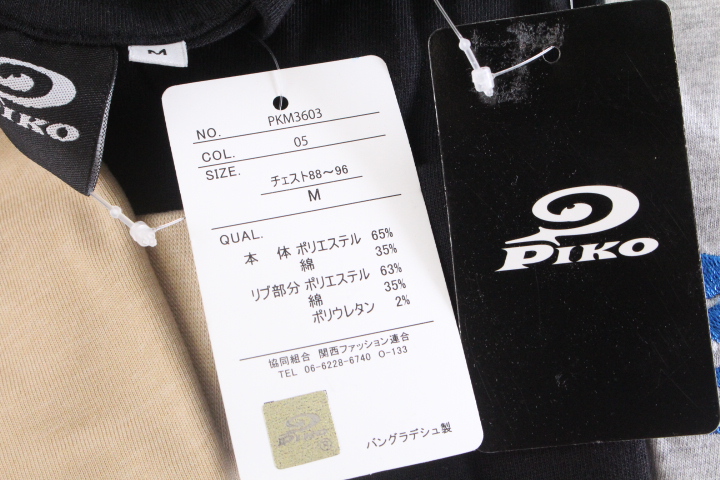 M
PIKO
NO. PKM3603
COL. 05
SIZE.
チェスト88～96
M
QUAL.
本 体 ポリエステル 65%
綿 35%
リブ部分 ポリエステル 63%
綿 35%
ポリウレタン 2%
協同組合 関西ファッション連合
TEL 06-6228-6740 O-133
PIKO
バングラデシュ製
PIKO